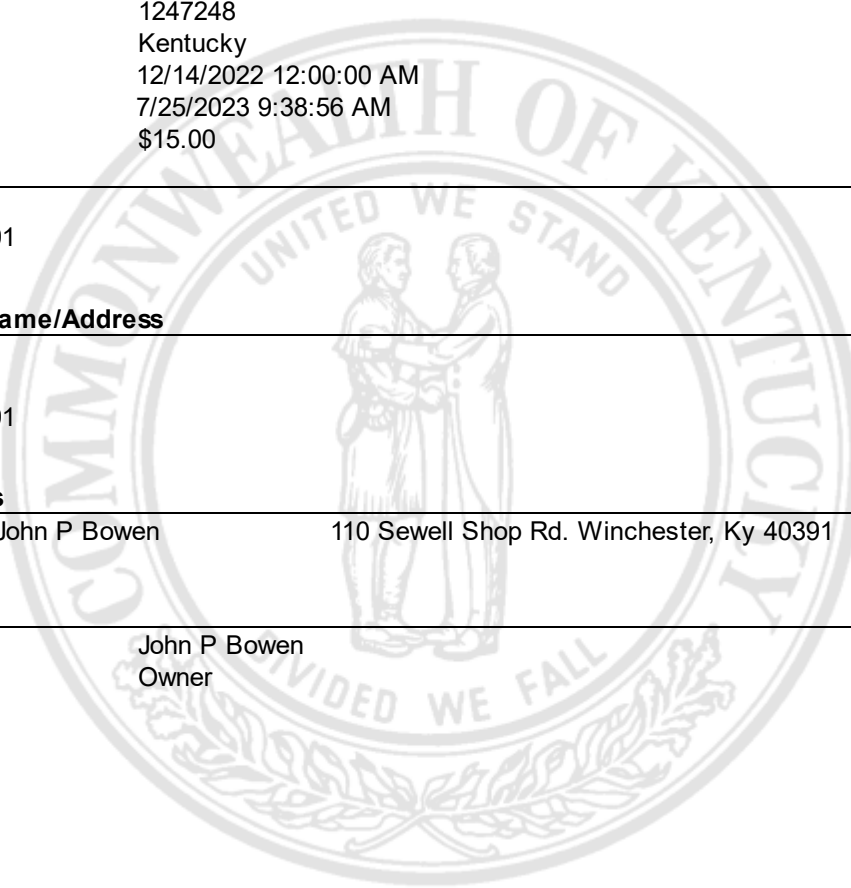 1247248
Kentucky
12/14/2022 12:00:00 AM
7/25/2023 9:38:56 AM
$15.00
COMMONWEALTH OF KENTUCKY
UNITED WE STAND
01
ame/Address
01
s
John P Bowen 110 Sewell Shop Rd. Winchester, Ky 40391
John P Bowen
Owner
DIVIDED WE FALL